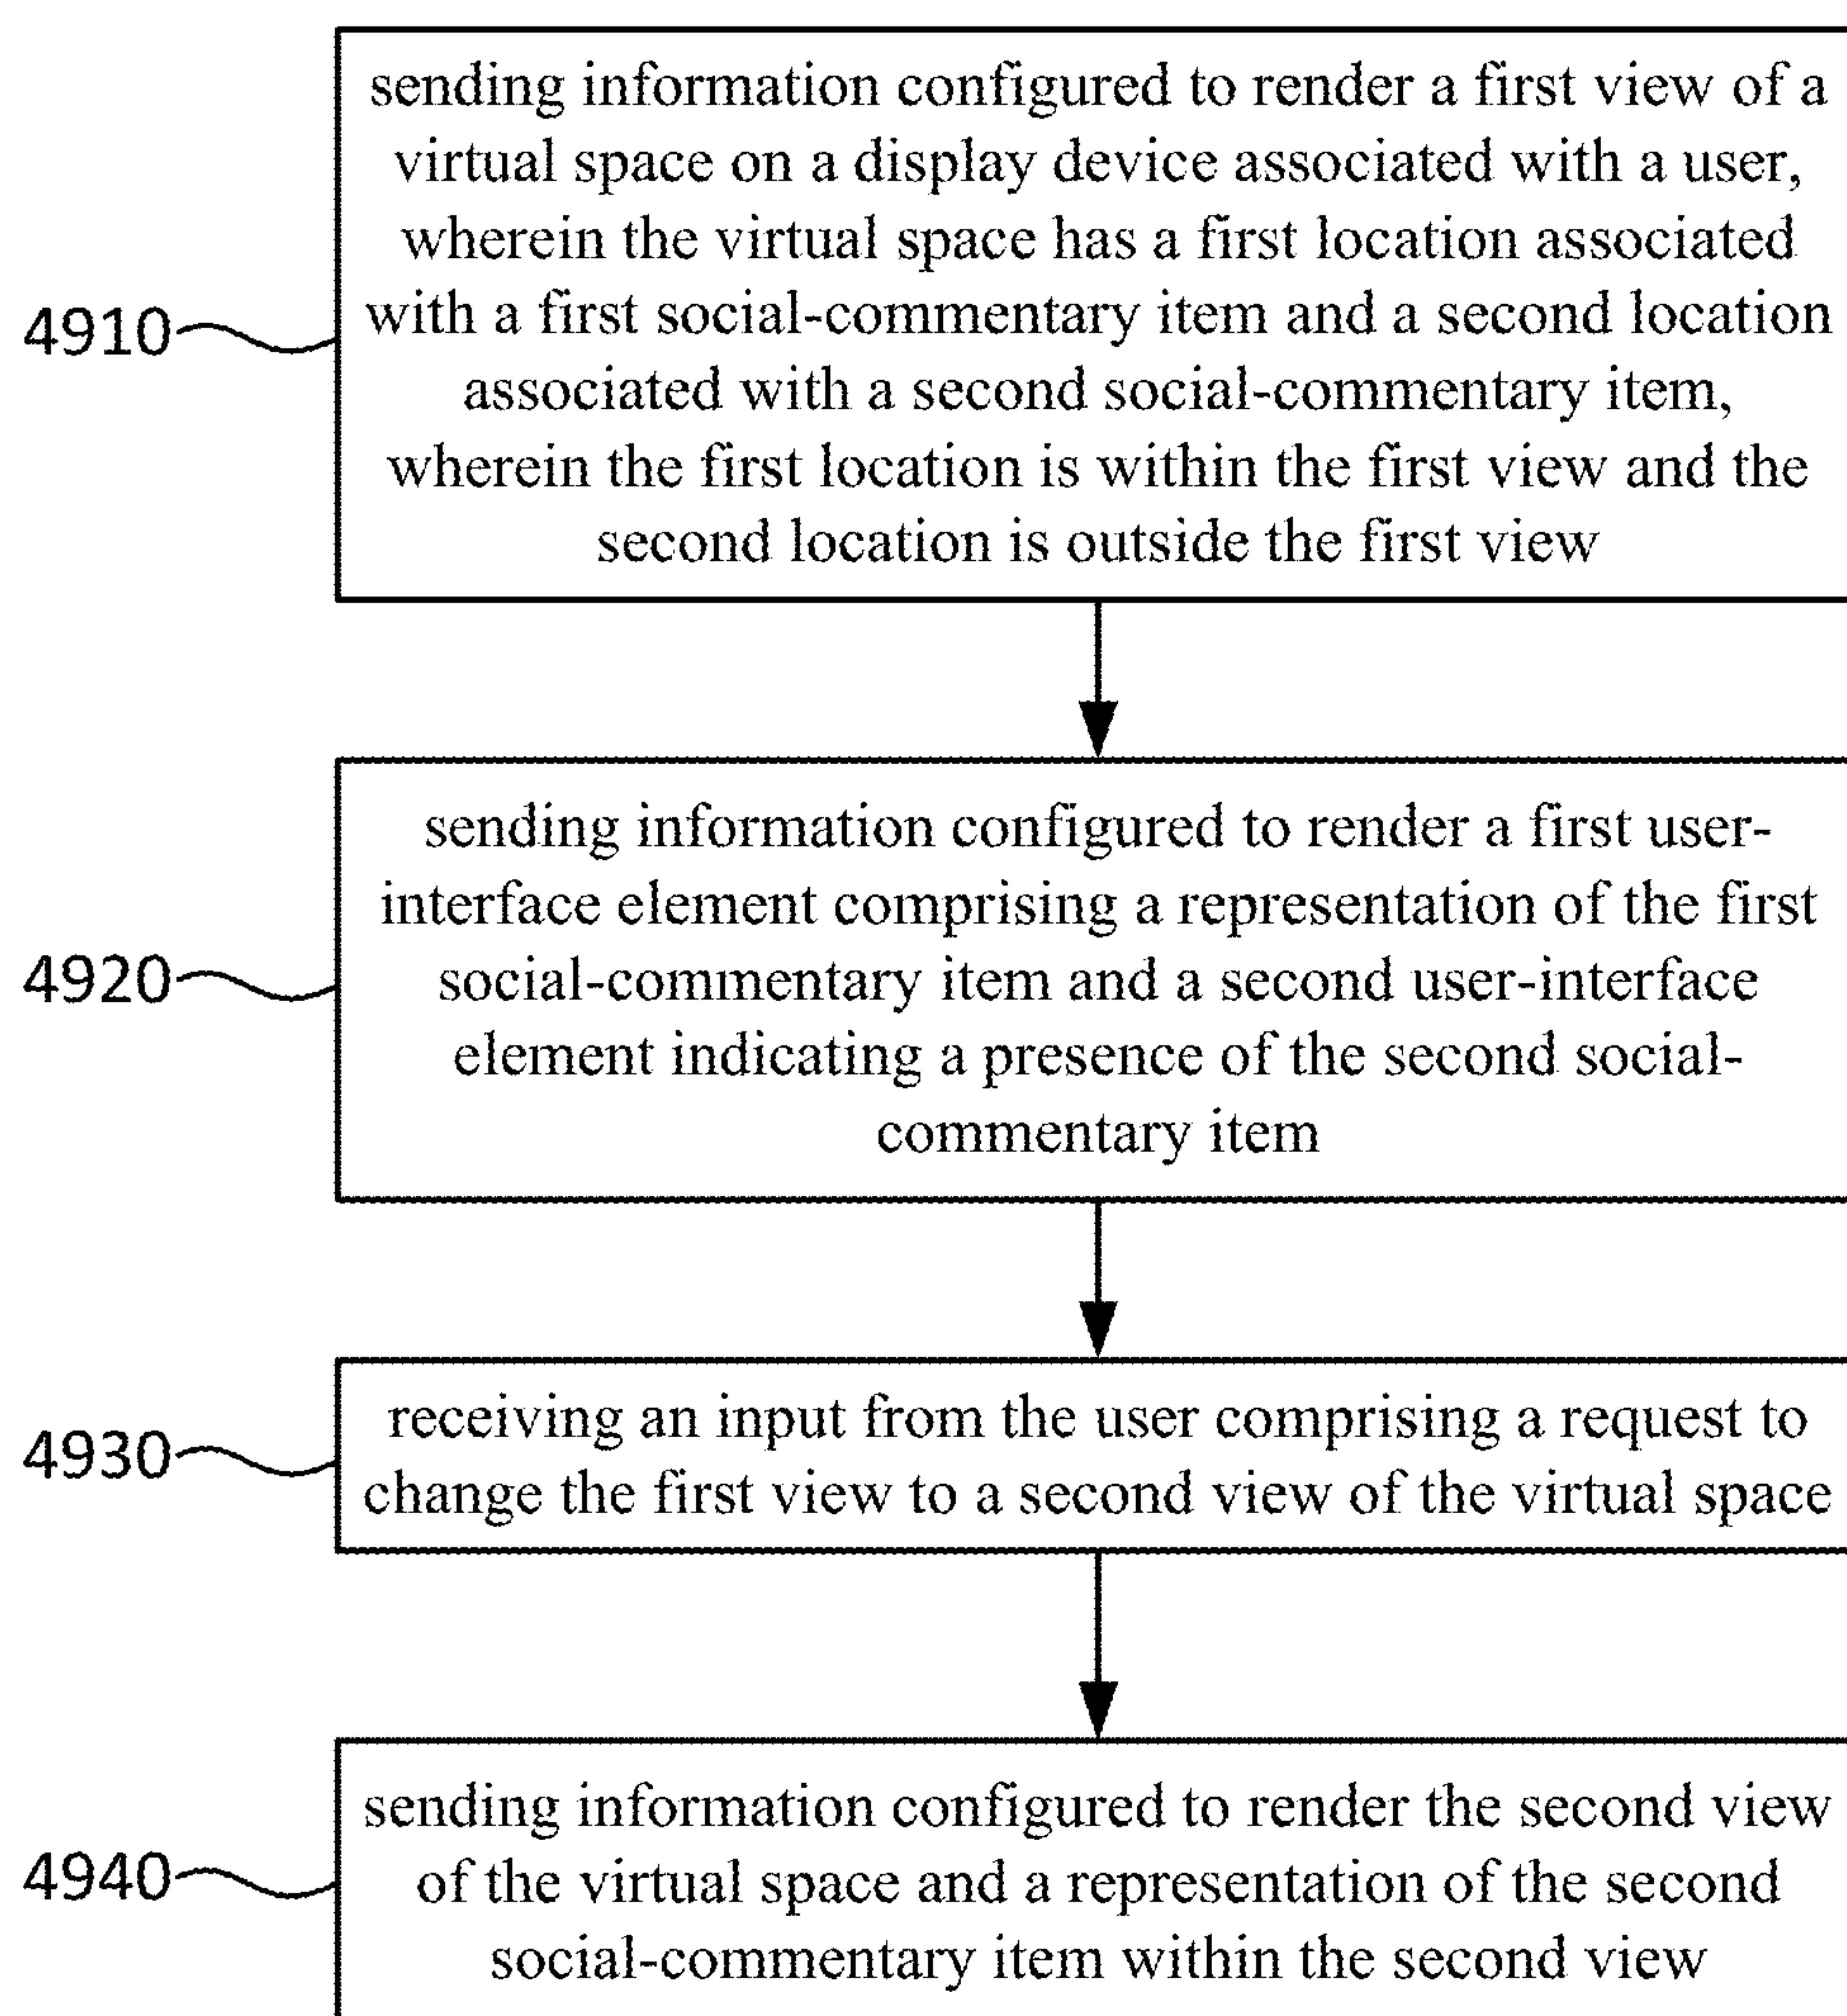 sending information configured to render a first view of a
virtual space on a display device associated with a user,
wherein the virtual space has a first location associated
with a first social-commentary item and a second location
associated with a second social-commentary item,
wherein the first location is within the first view and the
second location is outside the first view
4910
sending information configured to render a first user-
interface element comprising a representation of the first
social-commentary item and a second user-interface
element indicating a presence of the second social-
commentary item
4920
receiving an input from the user comprising a request to
change the first view to a second view of the virtual space
4930
sending information configured to render the second view
of the virtual space and a representation of the second
social-commentary item within the second view
4940